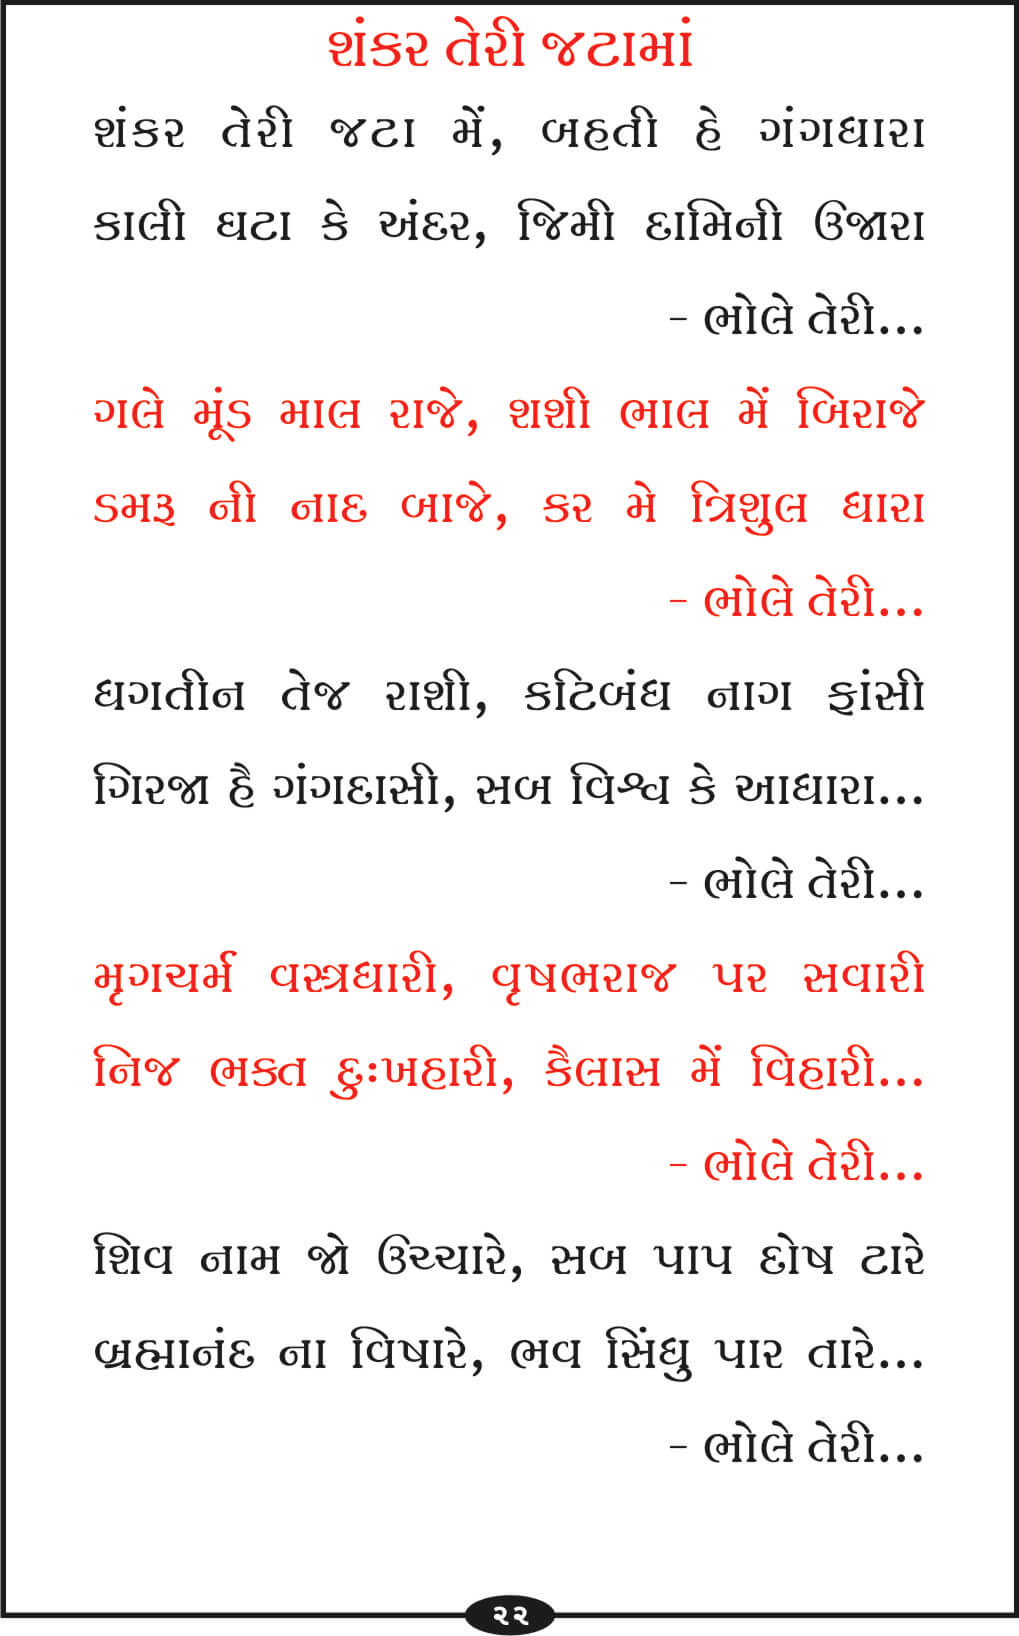 શંકર તેરી જટામાં
શંકર તેરી જટા મેં, બહતી હે ગંગધારા
કાલી ઘટા કે અંદર, જિમી દામિની ઉજારા
- ભોલે તેરી...
ગલે મૂંડ માલ રાજે, શશી ભાલ મેં બિરાજે
ડમરૂ ની નાદ બાજે, કર મે ત્રિશુલ ધારા
- ભોલે તેરી...
ધગતીન તેજ રાશી, કટિબંધ નાગ ફાંસી
ગિરજા હૈ ગંગદાસી, સબ વિશ્વ કે આધારા...
- ભોલે તેરી...
મૃગચર્મ વસ્ત્રધારી, વૃષભરાજ પર સવારી
નિજ ભક્ત દુઃખહારી, કૈલાસ મેં વિહારી...
- ભોલે તેરી...
શિવ નામ જો ઉચ્ચારે, સબ પાપ દોષ ટારે
બ્રહ્માનંદ ના વિષારે, ભવ સિંધુ પાર તારે...
- ભોલે તેરી...
૨૨